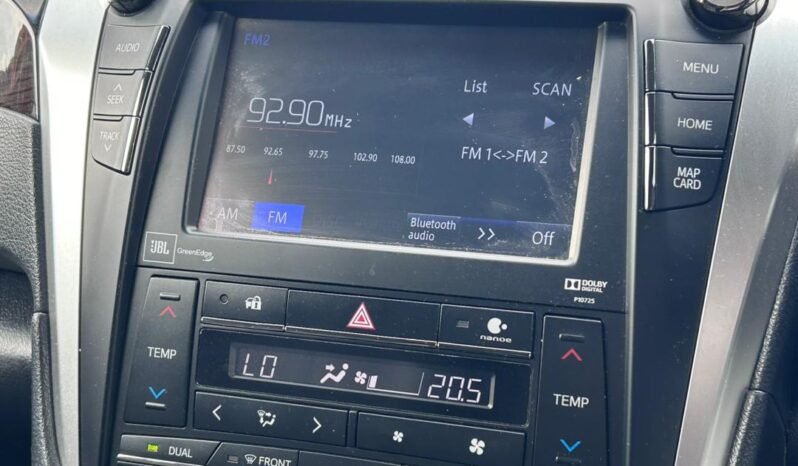 FM2
AUDIO
SEEK
TRACK
List SCAN
92.90MHz
87.50 92.65 97.75 102.90 108.00
FM 1<->FM 2
AM FM
Bluetooth
audio >> Off
MENU
HOME
MAP
CARD
JBL GreenEdge
DOLBY
DIGITAL
P10725
nanoe
TEMP
LO 20.5
TEMP
DUAL
FRONT